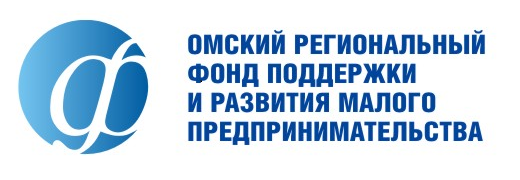 ф
ОМСКИЙ РЕГИОНАЛЬНЫЙ
ФОНД ПОДДЕРЖКИ
И РАЗВИТИЯ МАЛОГО
ПРЕДПРИНИМАТЕЛЬСТВА